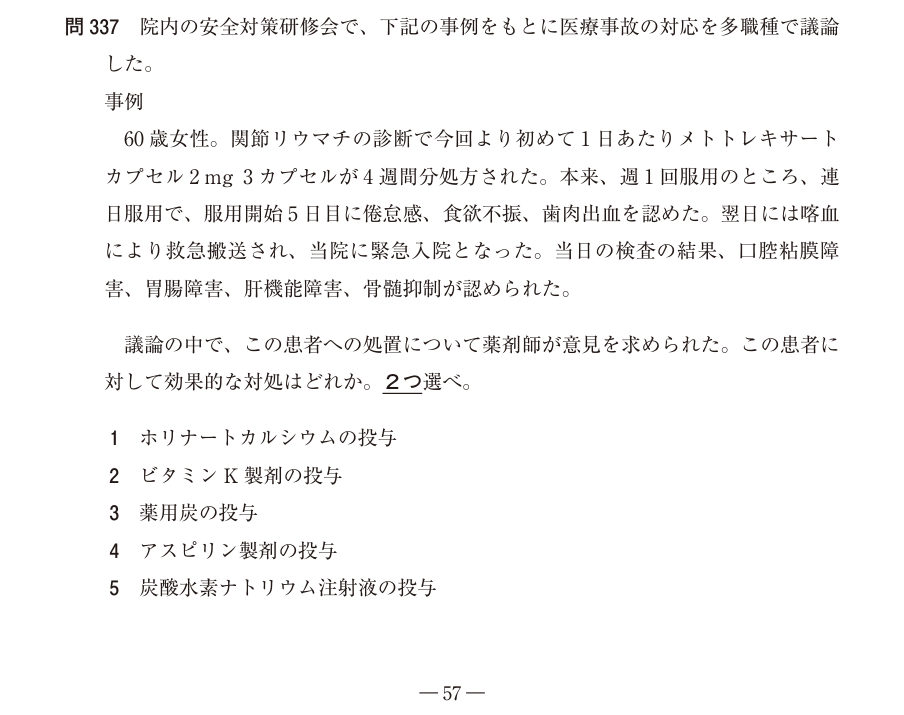 問 337 院内の安全対策研修会で、下記の事例をもとに医療事故の対応を多職種で議論
した。
事例
60 歳女性。関節リウマチの診断で今回より初めて 1 日あたりメトトレキサート
カプセル 2 mg 3 カプセルが 4 週間分処方された。本来、週 1 回服用のところ、連
日服用で、服用開始 5 日目に倦怠感、食欲不振、歯肉出血を認めた。翌日には喀血
により救急搬送され、当院に緊急入院となった。当日の検査の結果、口腔粘膜障
害、胃腸障害、肝機能障害、骨髄抑制が認められた。
議論の中で、この患者への処置について薬剤師が意見を求められた。この患者に
対して効果的な対処はどれか。2つ選べ。
1 ホリナートカルシウムの投与
2 ビタミン K 製剤の投与
3 薬用炭の投与
4 アスピリン製剤の投与
5 炭酸水素ナトリウム注射液の投与
― 57 ―